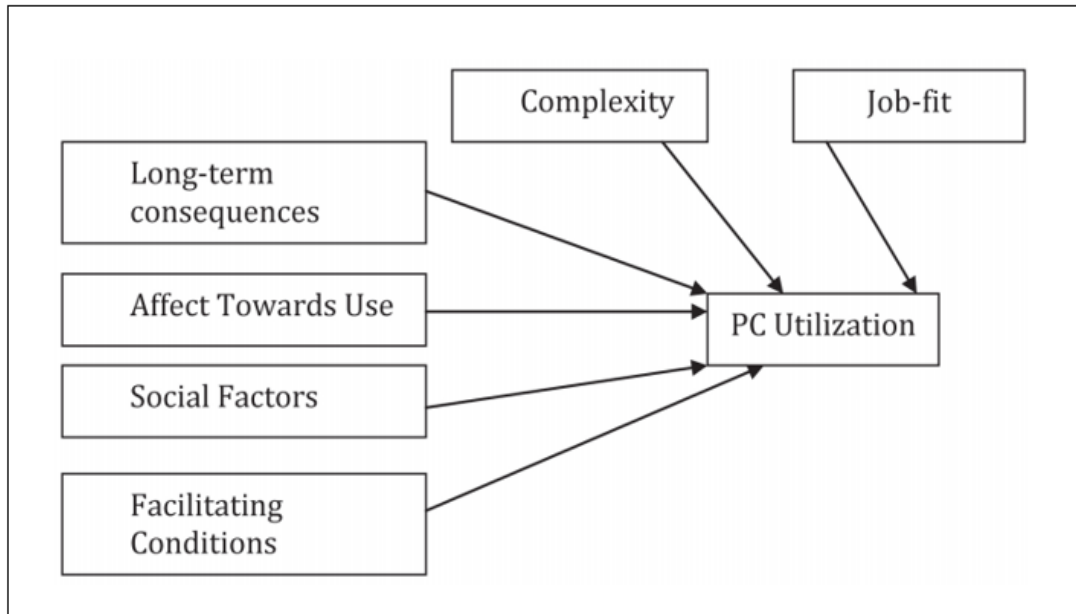 Complexity
Job-fit
Long-term
consequences
Affect Towards Use
PC Utilization
Social Factors
Facilitating
Conditions